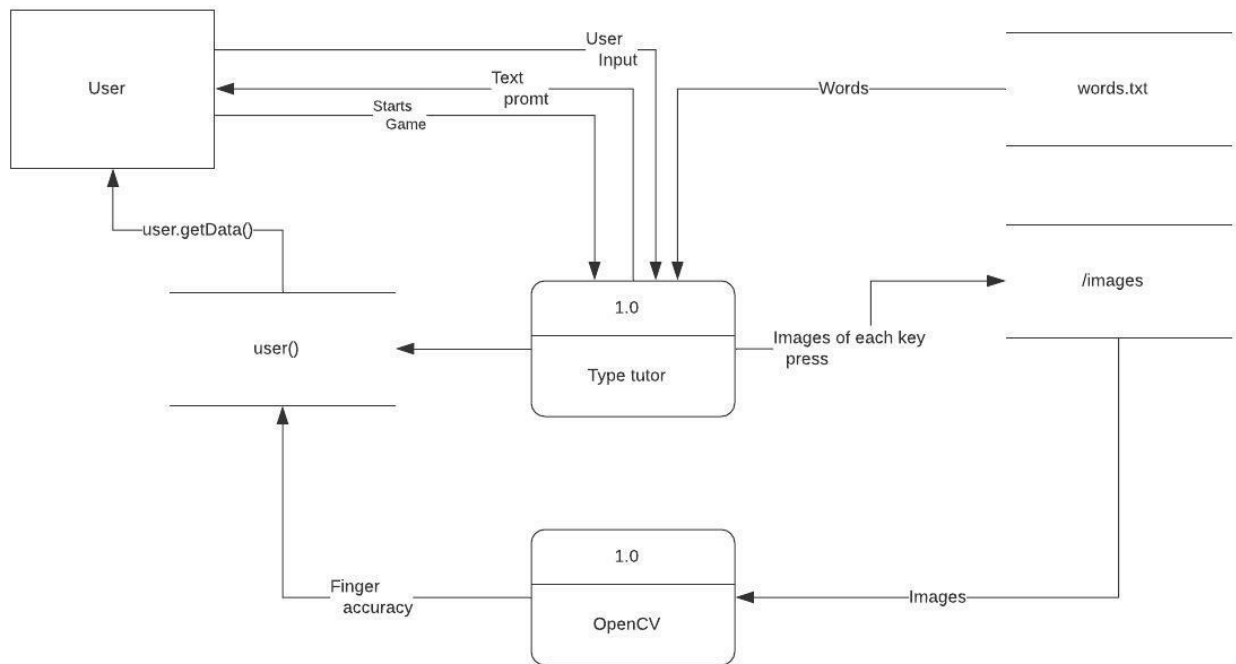 User
Input
User
Text
promt
Words
words.txt
Starts
Game
user.getData()
1.0
/images
user()
Images of each key
press
Type tutor
1.0
Finger
accuracy
Images
OpenCV